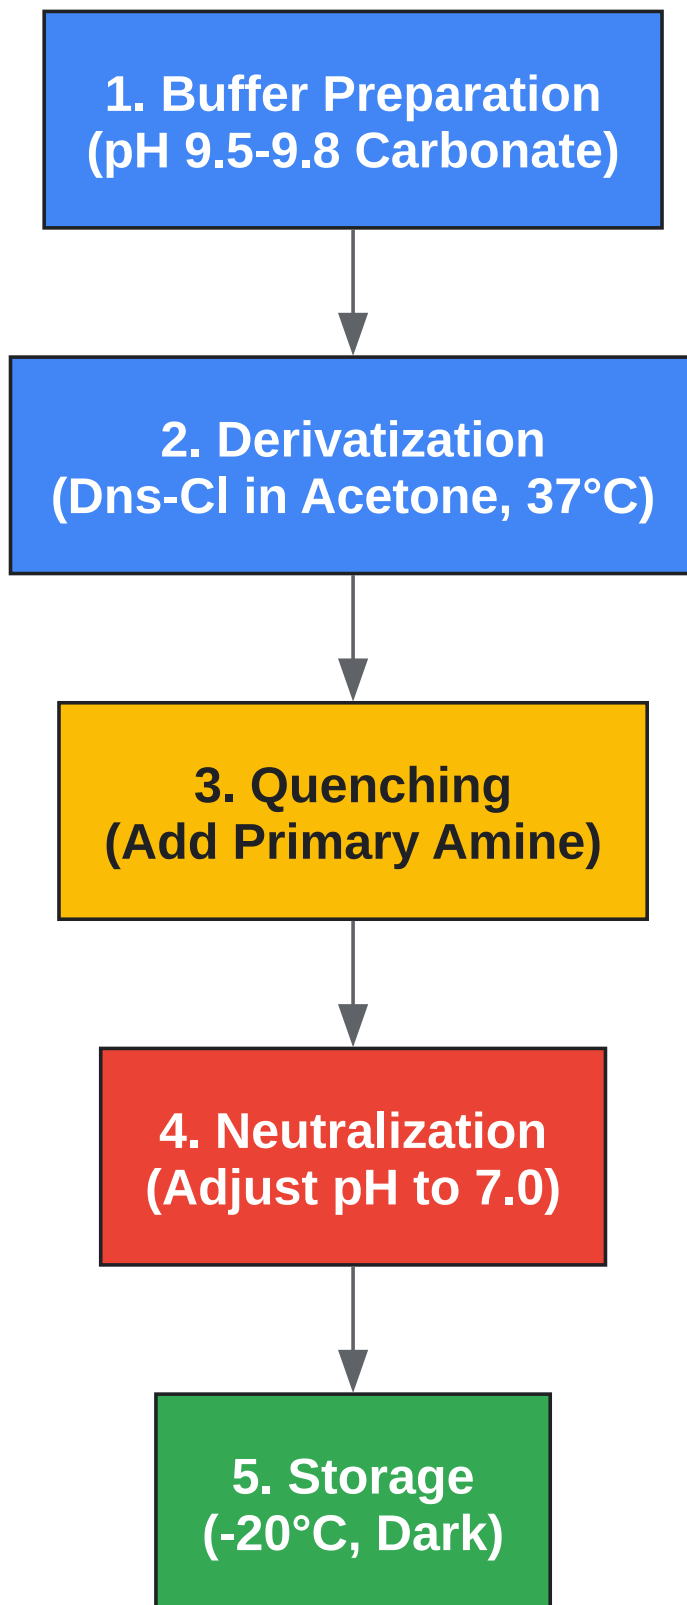 1. Buffer Preparation
(pH 9.5-9.8 Carbonate)
2. Derivatization
(Dns-Cl in Acetone, 37°C)
3. Quenching
(Add Primary Amine)
4. Neutralization
(Adjust pH to 7.0)
5. Storage
(-20°C, Dark)